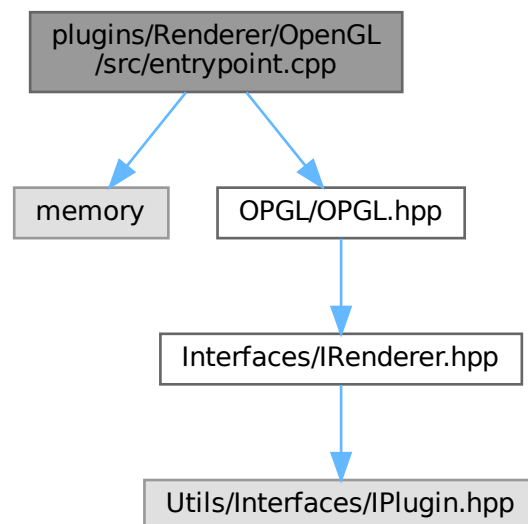 plugins/Renderer/OpenGL
/src/entrypoint.cpp
memory
OPGL/OPGL.hpp
Interfaces/IRenderer.hpp
Utils/Interfaces/IPlugin.hpp